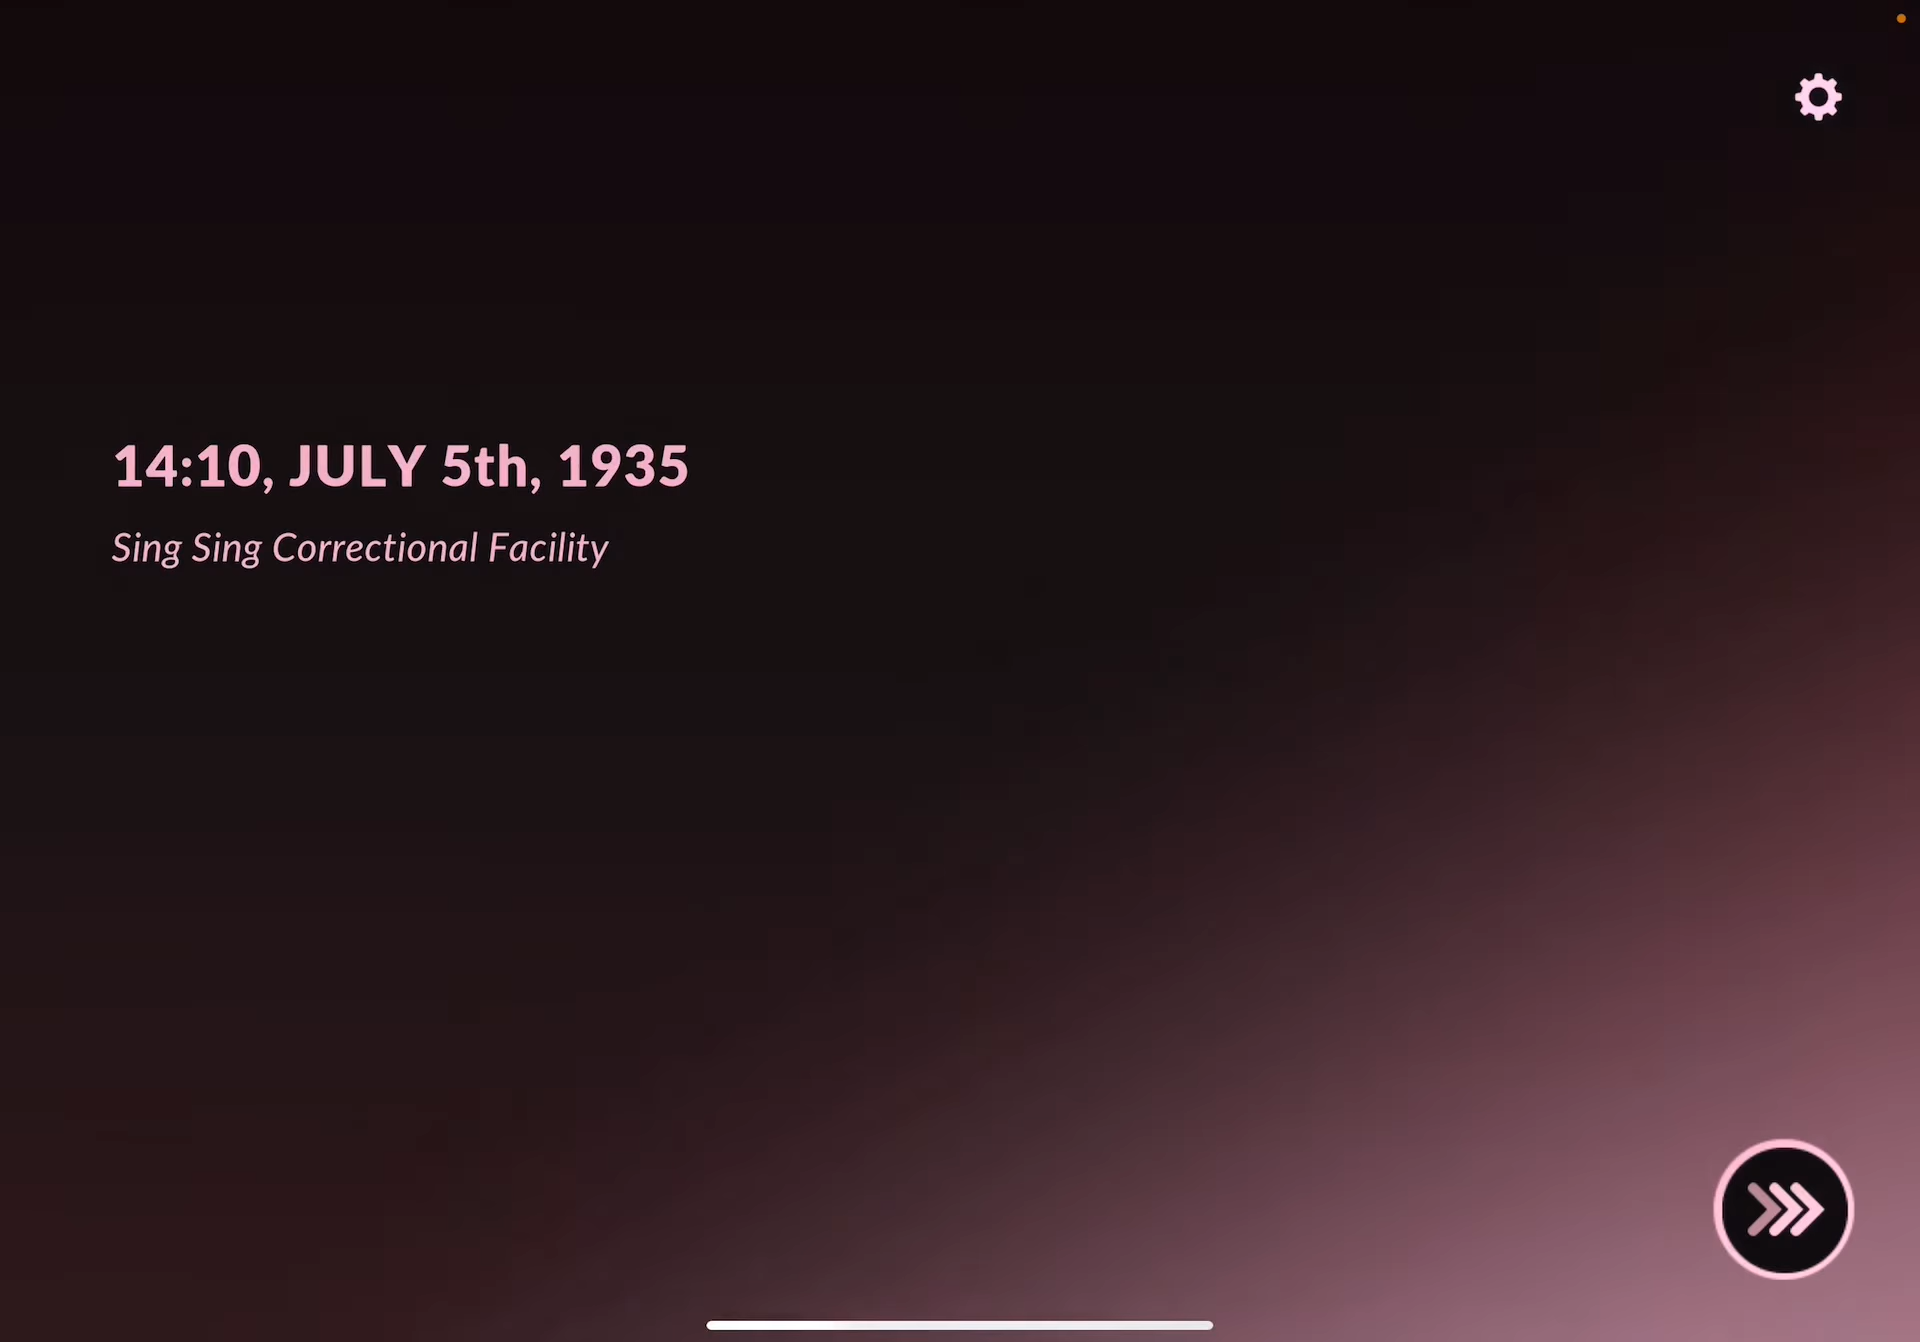 14:10, JULY 5th, 1935
Sing Sing Correctional Facility